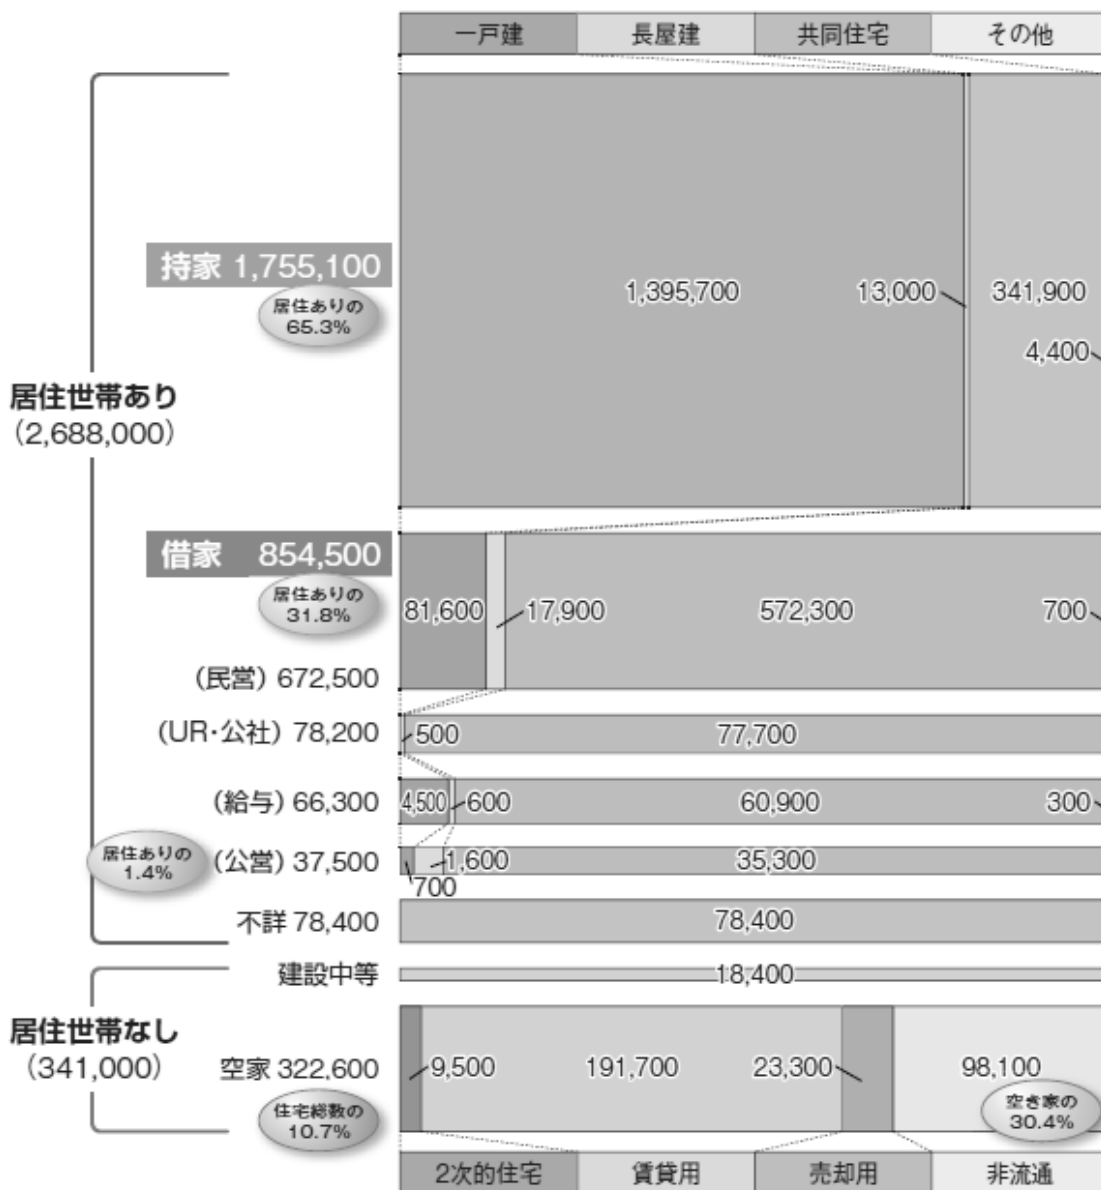 一戸建 長屋建 共同住宅 その他
持家 1,755,100
居住ありの
65.3%
1,395,700 13,000 341,900
4,400
居住世帯あり
(2,688,000)
借家 854,500
居住ありの
31.8%
81,600 17,900 572,300 700
(民営) 672,500
(UR・公社) 78,200 500 77,700
(給与) 66,300 4,500 600 60,900 300
居住ありの
1.4%
(公営) 37,500 1,600 35,300
700
不詳 78,400 78,400
建設中等 18,400
居住世帯なし
(341,000)
空家 322,600 9,500 191,700 23,300 98,100
住宅総数の
10.7%
空き家の
30.4%
2次的住宅 賃貸用 売却用 非流通